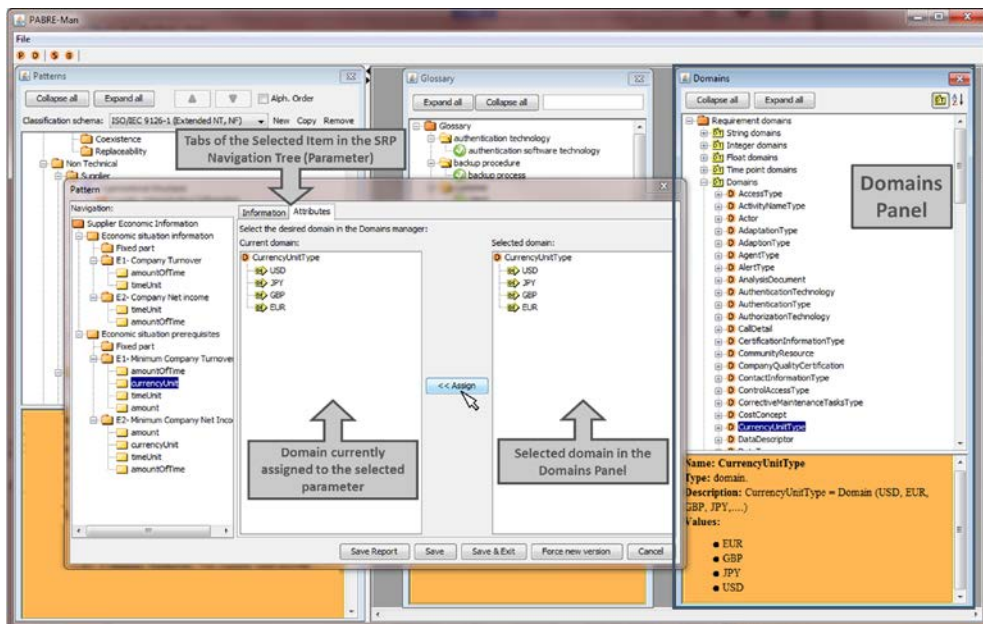 PABRE-Man
File
P D S G
Patterns
Collapse all Expand all Alph. Order
Classification schema: ISO/IEC 9126-1 (Extended NT, NF) New Copy Remove
Coexistence
Replaceability
Non Technical
Supplier
Tabs of the Selected Item in the SRP
Navigation Tree (Parameter)
Glossary
Expand all Collapse all
Glossary
authentication technology
authentication software technology
backup procedure
backup process
Domains
Collapse all Expand all
Requirement domains
String domains
Integer domains
Float domains
Time point domains
Domains
AccessType
ActivityNameType
Actor
AdaptationType
AdaptionType
AgentType
AlertType
AnalysisDocument
AuthenticationTechnology
AuthenticationType
AuthorizationTechnology
CallDetail
CertificationInformationType
CommunityResource
CompanyQualityCertification
ContactInformationType
ControlAccessType
CorrectiveMaintenanceTasksType
CostConcept
CurrencyUnitType
DataDescriptor
Domains
Panel
Name: CurrencyUnitType
Type: domain.
Description: CurrencyUnitType = Domain (USD, EUR,
GBP, JPY,....)
Values:
EUR
GBP
JPY
USD
Pattern
Navigation:
Supplier Economic Information
Economic situation information
Fixed part
E1- Company Turnover
amountOfTime
timeUnit
E2- Company Net income
timeUnit
amountOfTime
Economic situation prerequisites
Fixed part
E1- Minimum Company Turnover
amountOfTime
currencyUnit
timeUnit
amount
E2- Minimum Company Net Inco
amount
currencyUnit
timeUnit
amountOfTime
Information Attributes
Select the desired domain in the Domains manager:
Current domain:
CurrencyUnitType
USD
JPY
GBP
EUR
Domain currently
assigned to the selected
parameter
<< Assign
Selected domain:
CurrencyUnitType
USD
JPY
GBP
EUR
Selected domain in the
Domains Panel
Save Report Save Save & Exit Force new version Cancel